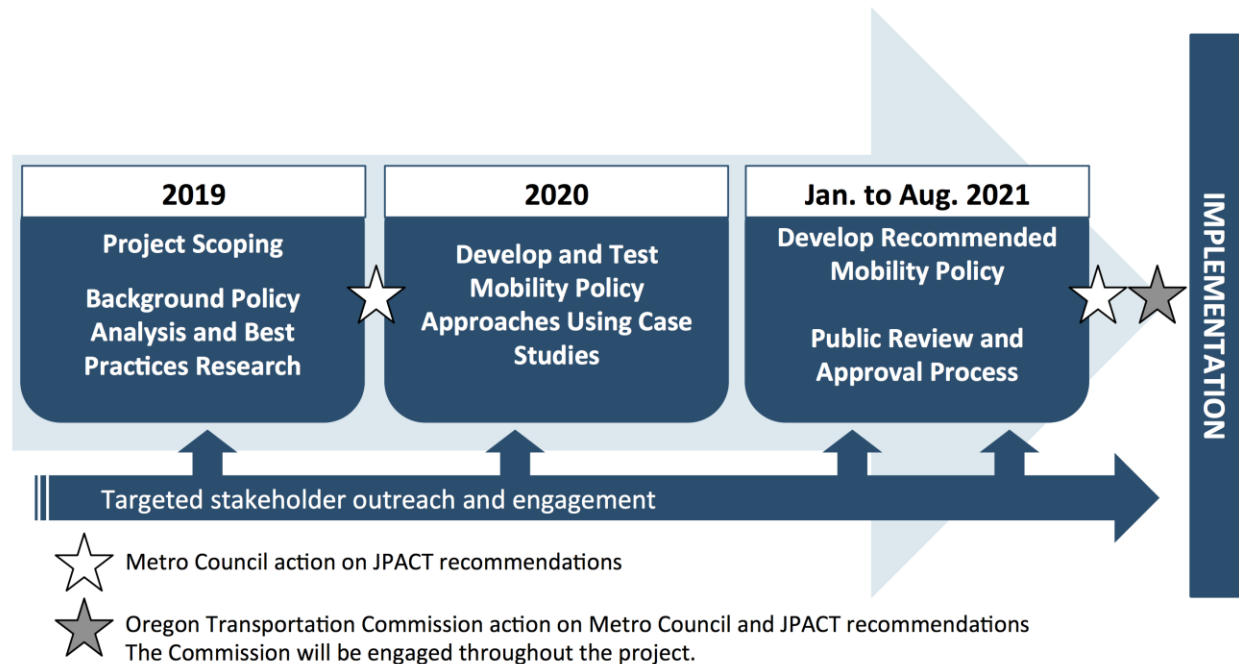 2019
Project Scoping
Background Policy
Analysis and Best
Practices Research
2020
Develop and Test
Mobility Policy
Approaches Using Case
Studies
Jan. to Aug. 2021
Develop Recommended
Mobility Policy
Public Review and
Approval Process
IMPLEMENTATION
Targeted stakeholder outreach and engagement
Metro Council action on JPACT recommendations
Oregon Transportation Commission action on Metro Council and JPACT recommendations
The Commission will be engaged throughout the project.